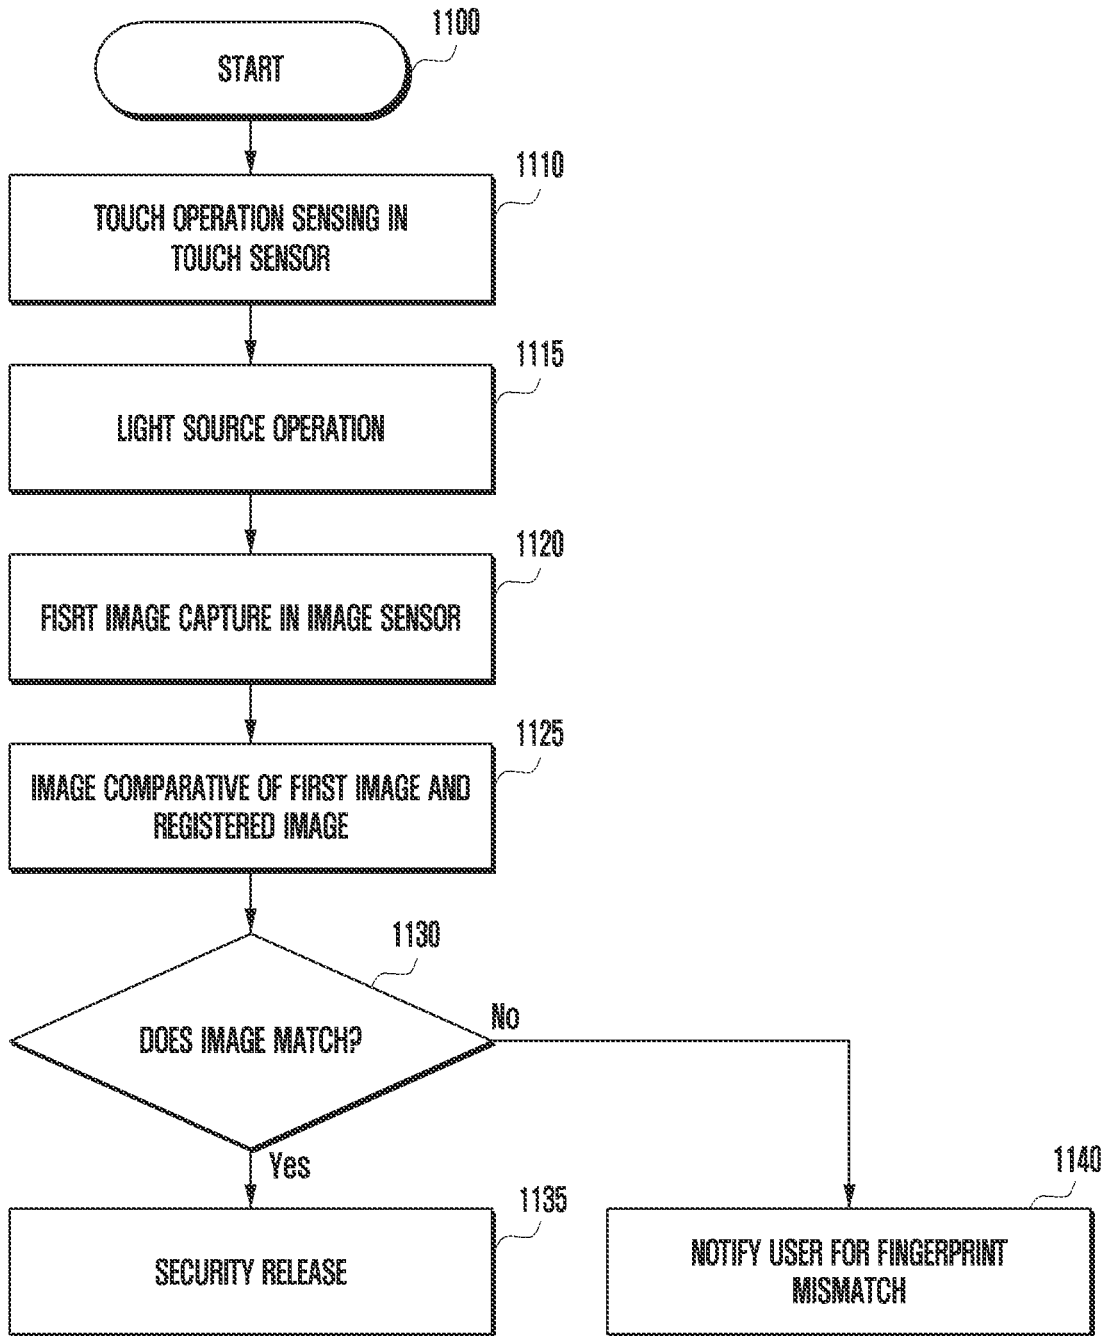 1100
START
1110
TOUCH OPERATION SENSING IN
TOUCH SENSOR
1115
LIGHT SOURCE OPERATION
1120
FISRT IMAGE CAPTURE IN IMAGE SENSOR
1125
IMAGE COMPARATIVE OF FIRST IMAGE AND
REGISTERED IMAGE
1130
DOES IMAGE MATCH?
No
Yes
1135
SECURITY RELEASE
1140
NOTIFY USER FOR FINGERPRINT
MISMATCH